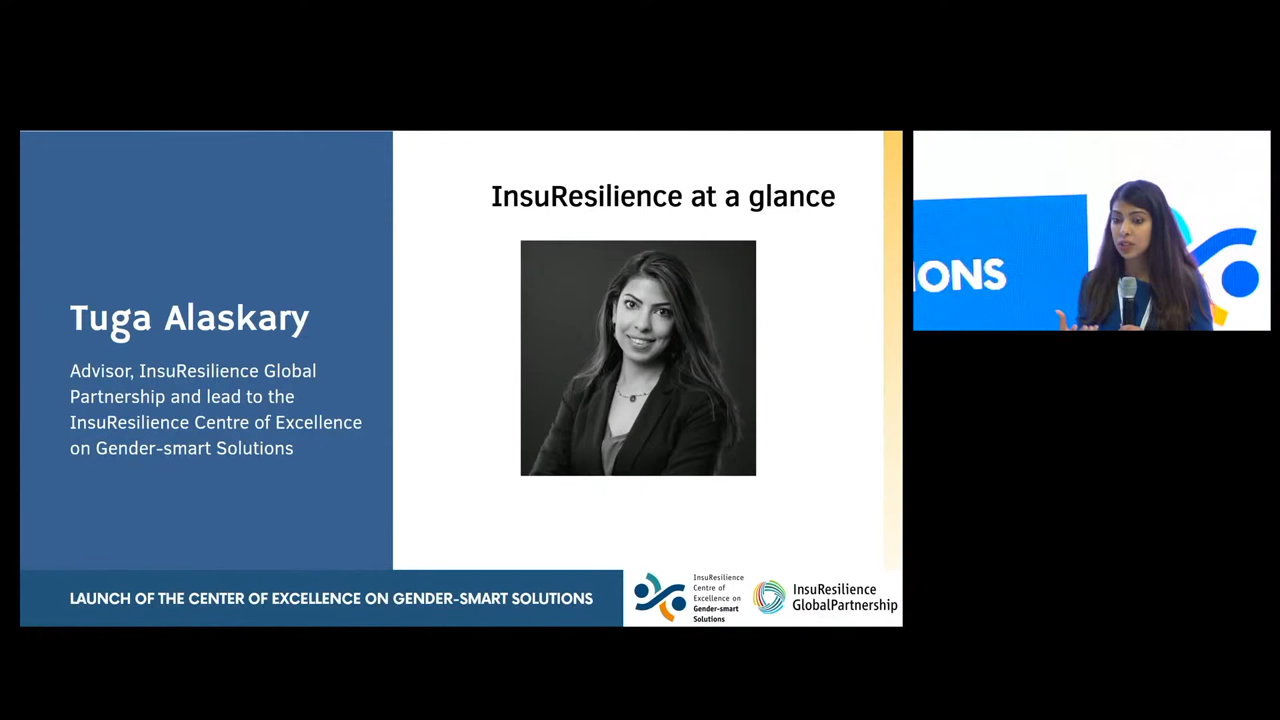 InsuResilience at a glance
Tuga Alaskary
Advisor, InsuResilience Global
Partnership and lead to the
InsuResilience Centre of Excellence
on Gender-smart Solutions
LAUNCH OF THE CENTER OF EXCELLENCE ON GENDER-SMART SOLUTIONS
InsuResilience
Centre of
Excellence on
Gender-smart
Solutions
InsuResilience
GlobalPartnership
IONS